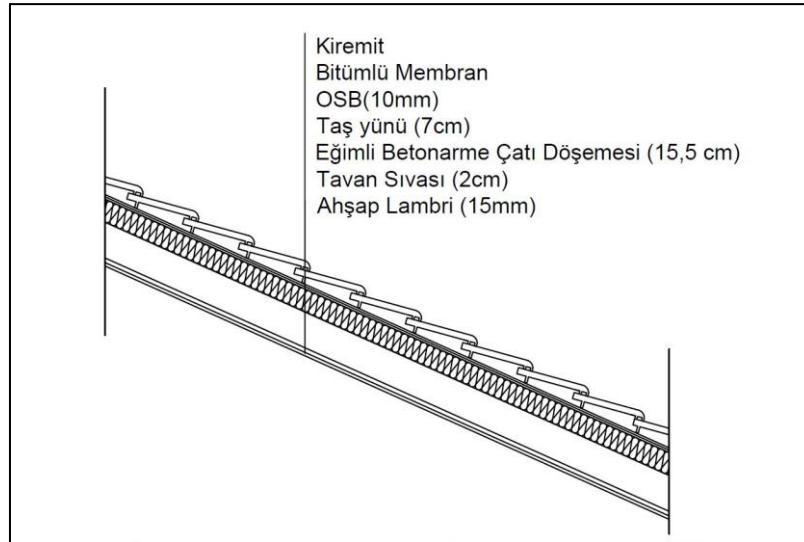 Kiremit
Bitümlü Membran
OSB(10mm)
Taş yünü (7cm)
Eğimli Betonarme Çatı Döşemesi (15,5 cm)
Tavan Sıvası (2cm)
Ahşap Lambri (15mm)